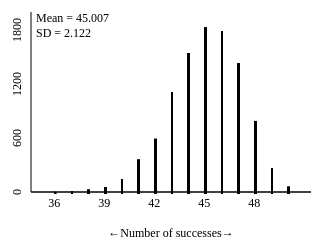 Mean = 45.007
SD = 2.122
1800
1200
600
0
36 39 42 45 48
←Number of successes→